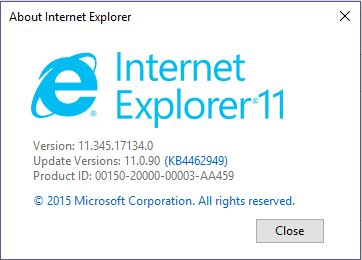 About Internet Explorer
Internet
Explorer®11
Version: 11.345.17134.0
Update Versions: 11.0.90 (KB4462949)
Product ID: 00150-20000-00003-AA459
© 2015 Microsoft Corporation. All rights reserved.
Close